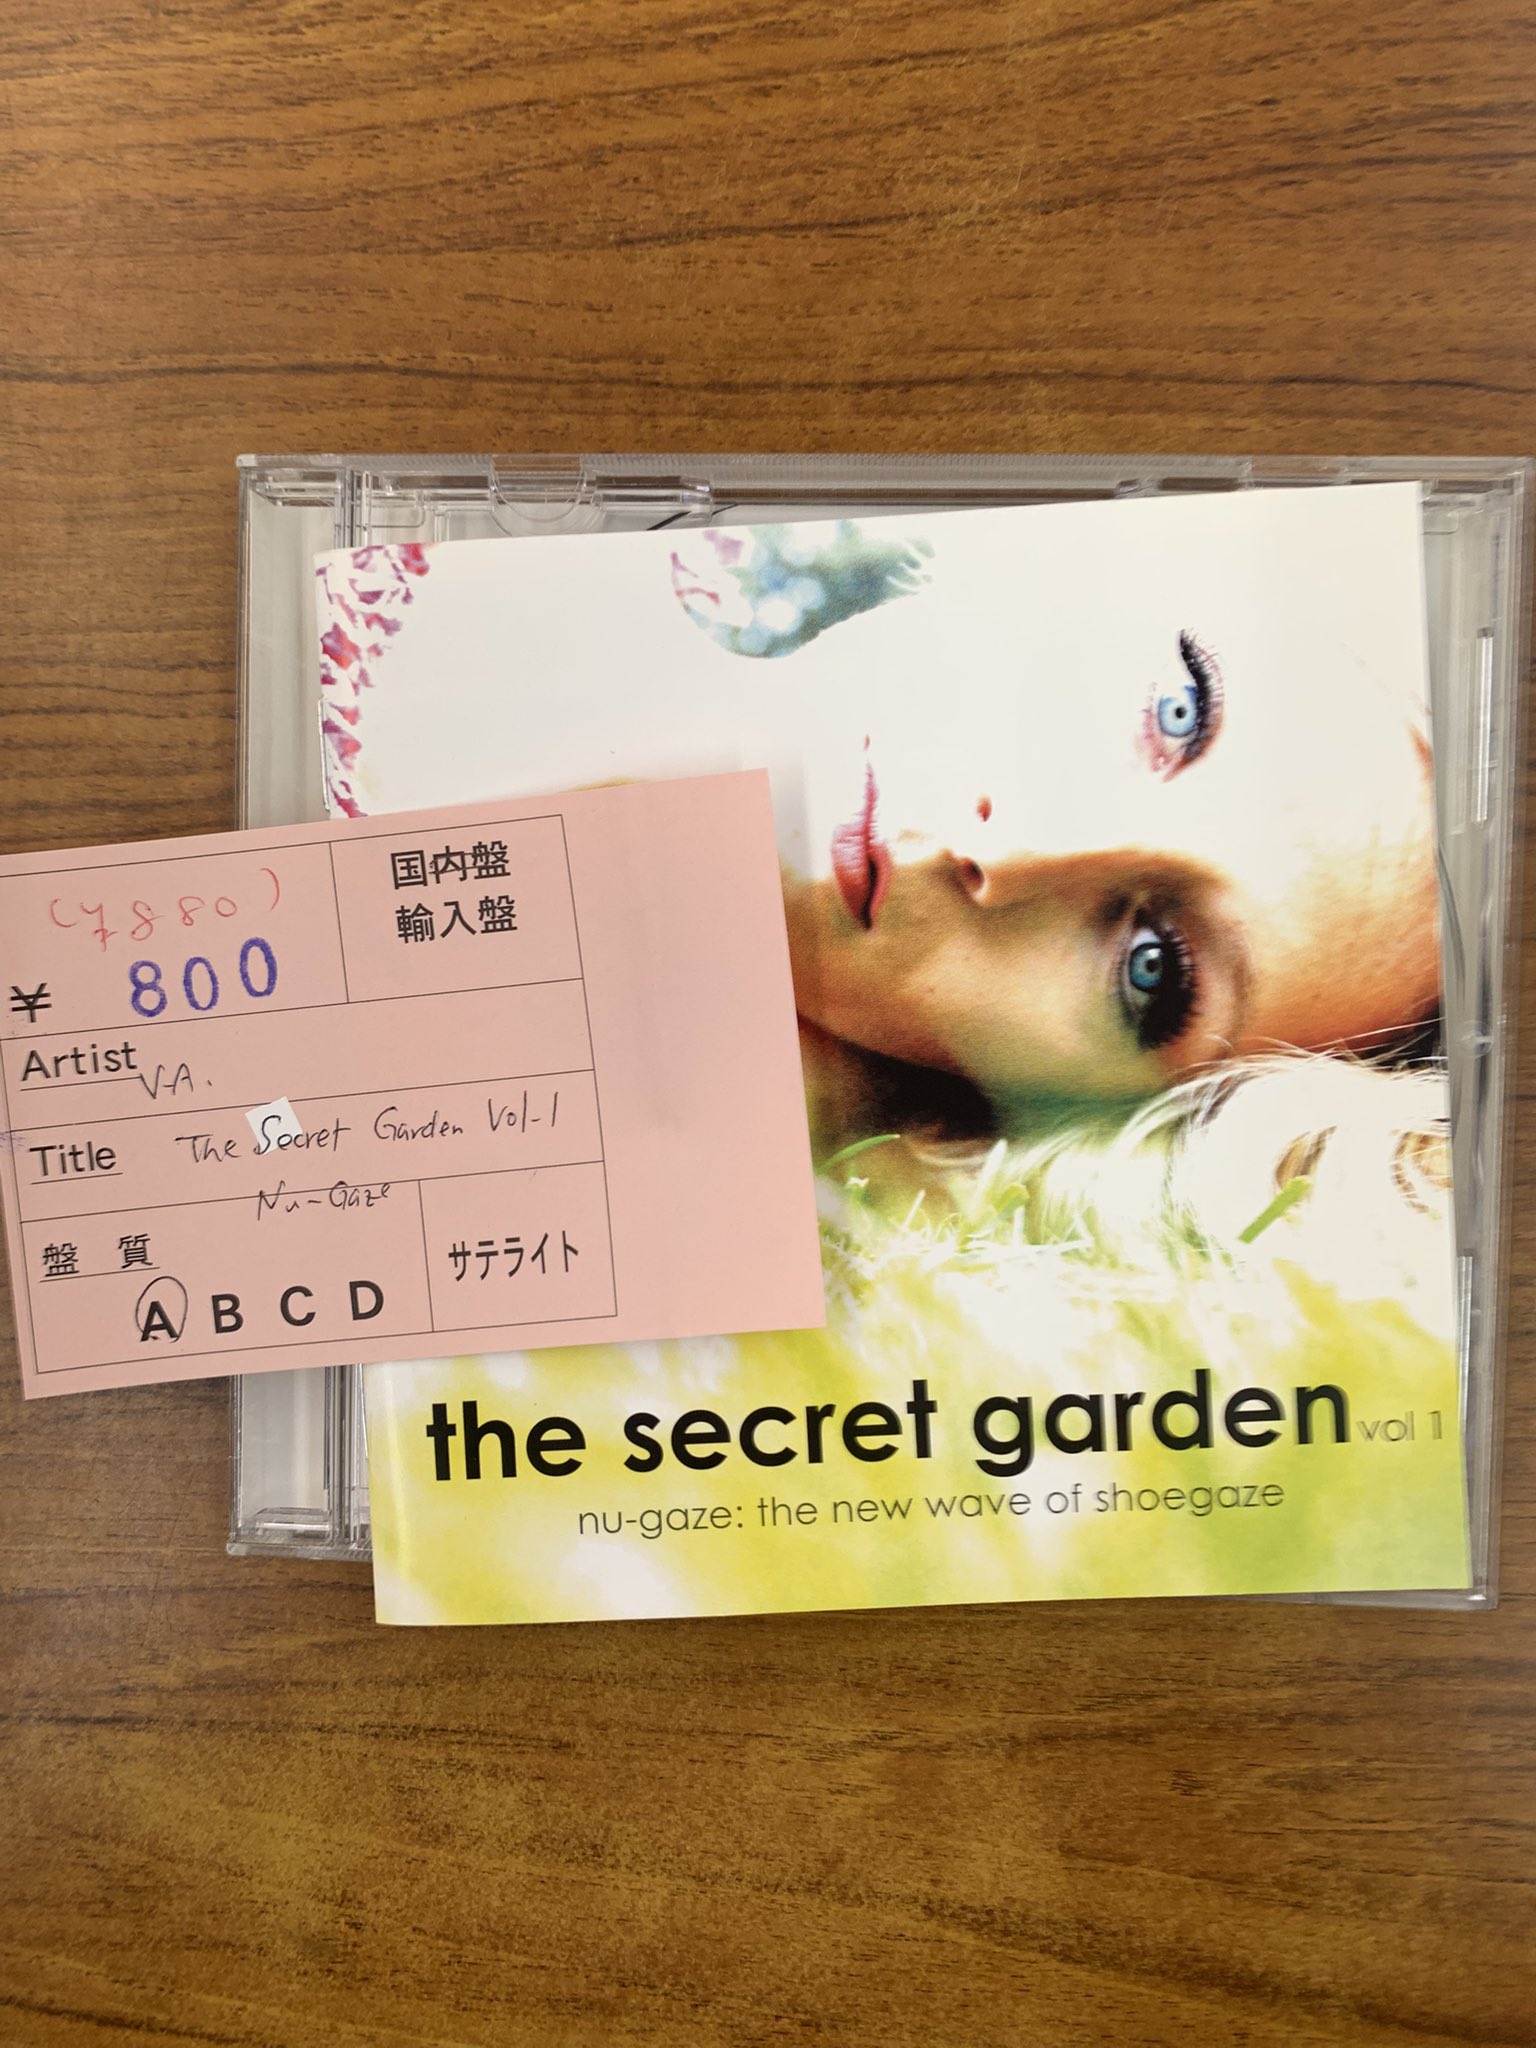 (¥880)
¥ 800
国内盤
輸入盤
Artist V.A.
Title The Secret Garden Vol-1
Nu-Gaze
盤 質
A B C D
サテライト
the secret garden vol 1
nu-gaze: the new wave of shoegaze